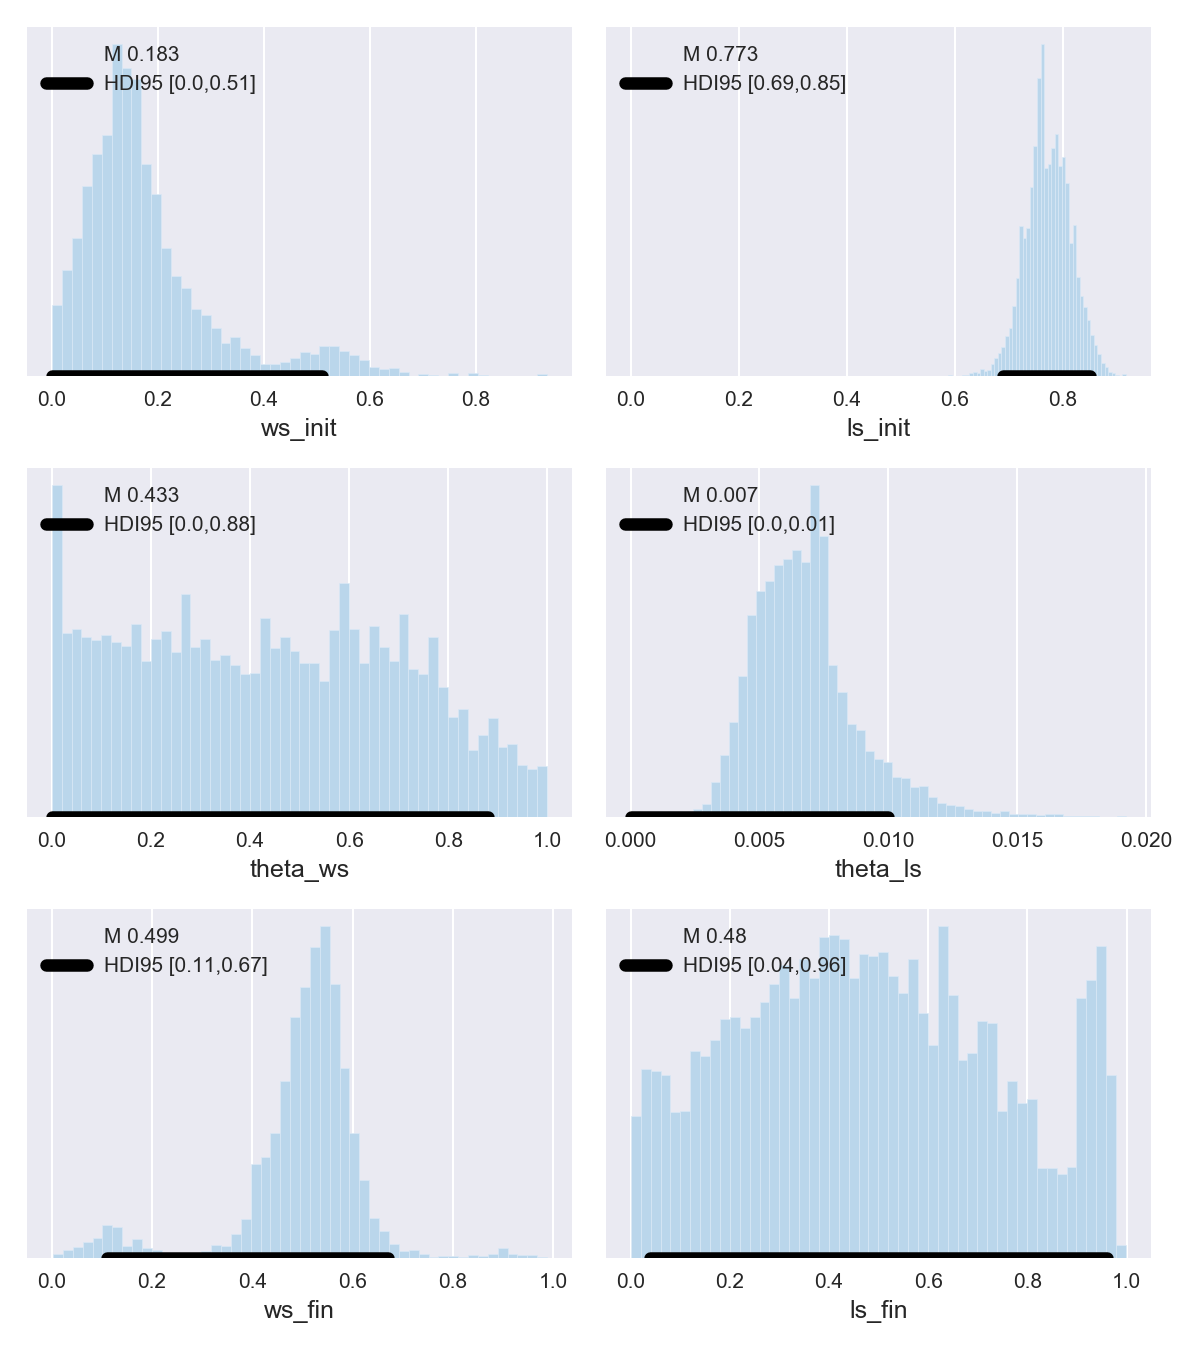 M 0.183
HDI95 [0.0,0.51]
0.0 0.2 0.4 0.6 0.8
ws_init
M 0.773
HDI95 [0.69,0.85]
0.0 0.2 0.4 0.6 0.8
ls_init
M 0.433
HDI95 [0.0,0.88]
0.0 0.2 0.4 0.6 0.8 1.0
theta_ws
M 0.007
HDI95 [0.0,0.01]
0.000 0.005 0.010 0.015 0.020
theta_ls
M 0.499
HDI95 [0.11,0.67]
0.0 0.2 0.4 0.6 0.8 1.0
ws_fin
M 0.48
HDI95 [0.04,0.96]
0.0 0.2 0.4 0.6 0.8 1.0
ls_fin